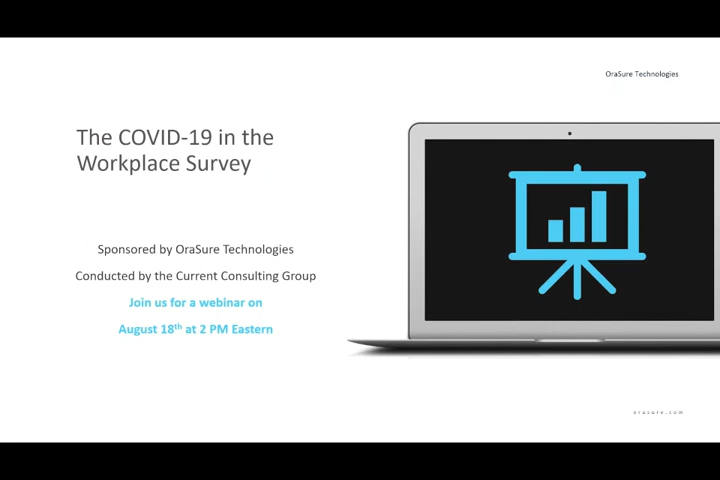 OraSure Technologies
The COVID-19 in the
Workplace Survey
Sponsored by OraSure Technologies
Conducted by the Current Consulting Group
Join us for a webinar on
August 18th at 2 PM Eastern
orasure.com